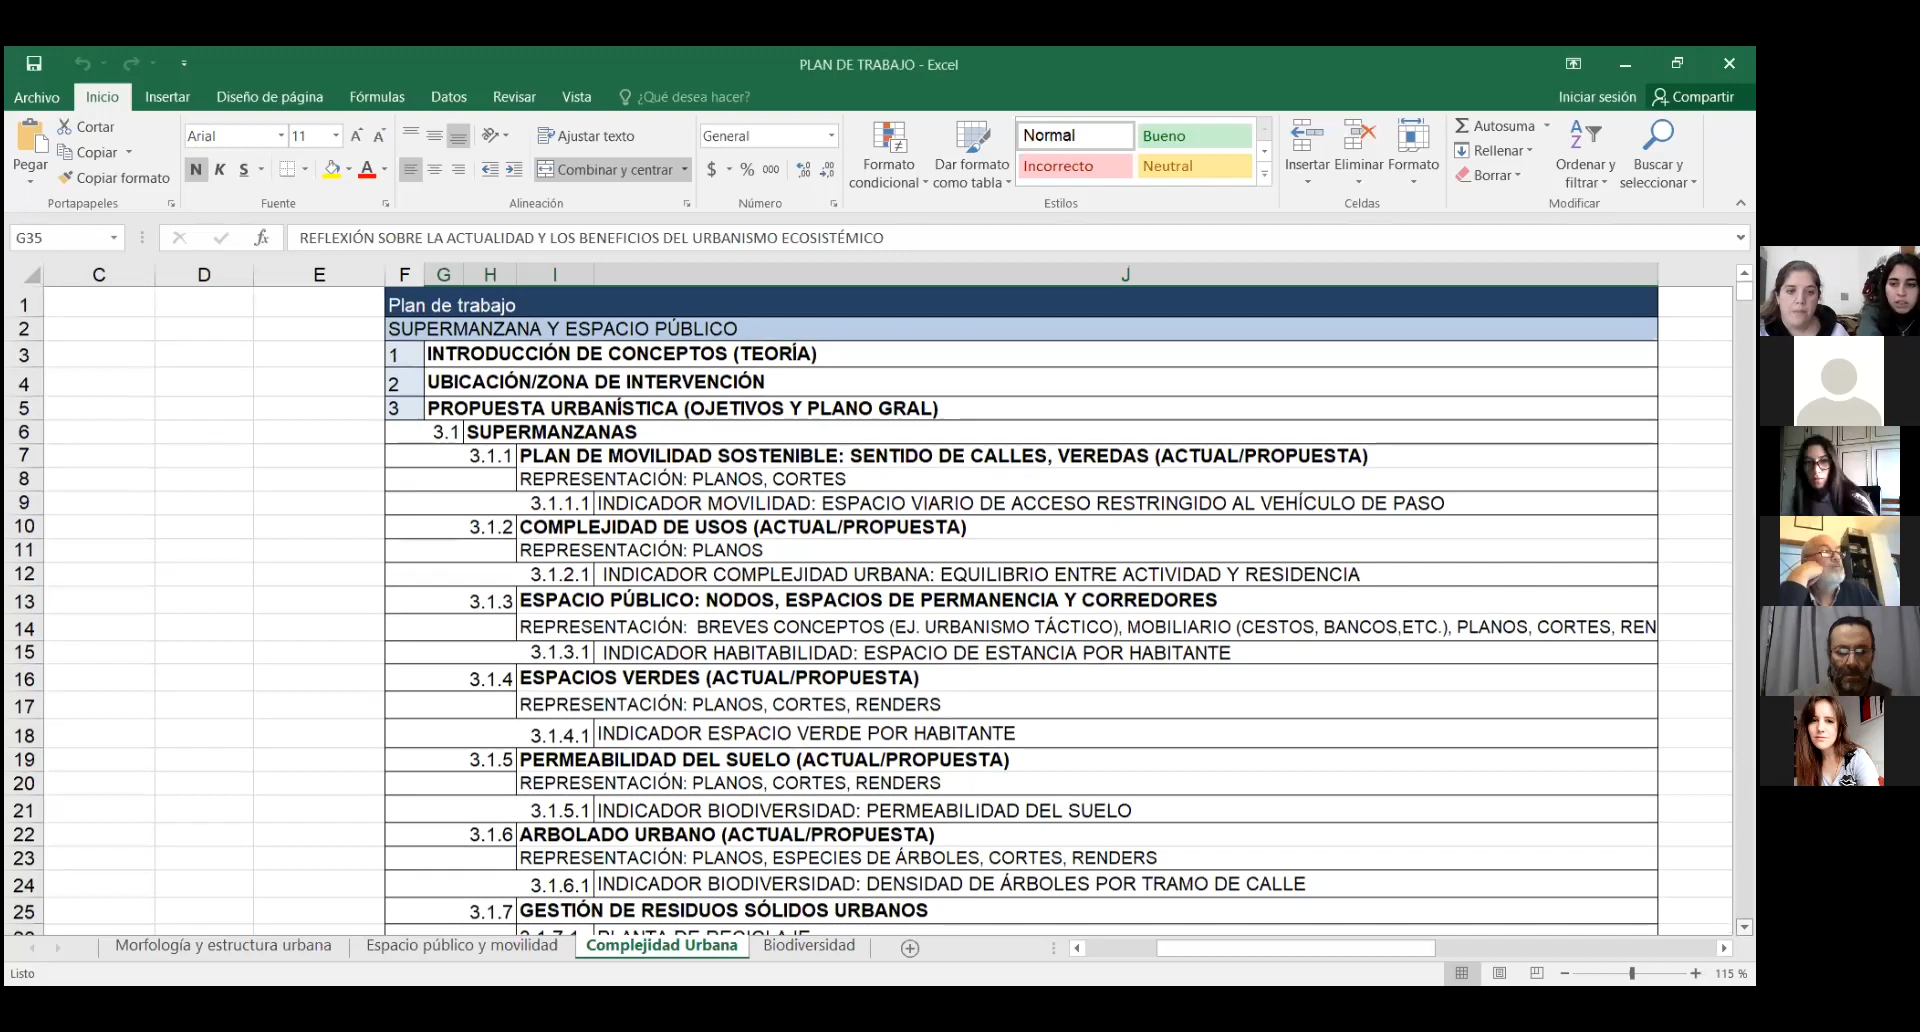 PLAN DE TRABAJO - Excel
Archivo Inicio Insertar Diseño de página Fórmulas Datos Revisar Vista ¿Qué desea hacer? Iniciar sesión Compartir
Pegar
Cortar
Copiar
Copiar formato
Portapapeles
Arial 11
N K S
Fuente
Ajustar texto
Combinar y centrar
Alineación
General
$ % 000
Número
Formato condicional
Dar formato como tabla
Normal Bueno
Incorrecto Neutral
Estilos
Insertar Eliminar Formato
Celdas
Autosuma
Rellenar
Borrar
Ordenar y filtrar
Buscar y seleccionar
Modificar
G35 fx REFLEXIÓN SOBRE LA ACTUALIDAD Y LOS BENEFICIOS DEL URBANISMO ECOSISTÉMICO
C D E F G H I J
1 Plan de trabajo
2 SUPERMANZANA Y ESPACIO PÚBLICO
3 1 INTRODUCCIÓN DE CONCEPTOS (TEORÍA)
4 2 UBICACIÓN/ZONA DE INTERVENCIÓN
5 3 PROPUESTA URBANÍSTICA (OJETIVOS Y PLANO GRAL)
6 3.1 SUPERMANZANAS
7 3.1.1 PLAN DE MOVILIDAD SOSTENIBLE: SENTIDO DE CALLES, VEREDAS (ACTUAL/PROPUESTA)
8 REPRESENTACIÓN: PLANOS, CORTES
9 3.1.1.1 INDICADOR MOVILIDAD: ESPACIO VIARIO DE ACCESO RESTRINGIDO AL VEHÍCULO DE PASO
10 3.1.2 COMPLEJIDAD DE USOS (ACTUAL/PROPUESTA)
11 REPRESENTACIÓN: PLANOS
12 3.1.2.1 INDICADOR COMPLEJIDAD URBANA: EQUILIBRIO ENTRE ACTIVIDAD Y RESIDENCIA
13 3.1.3 ESPACIO PÚBLICO: NODOS, ESPACIOS DE PERMANENCIA Y CORREDORES
14 REPRESENTACIÓN: BREVES CONCEPTOS (EJ. URBANISMO TÁCTICO), MOBILIARIO (CESTOS, BANCOS,ETC.), PLANOS, CORTES, REN
15 3.1.3.1 INDICADOR HABITABILIDAD: ESPACIO DE ESTANCIA POR HABITANTE
16 3.1.4 ESPACIOS VERDES (ACTUAL/PROPUESTA)
17 REPRESENTACIÓN: PLANOS, CORTES, RENDERS
18 3.1.4.1 INDICADOR ESPACIO VERDE POR HABITANTE
19 3.1.5 PERMEABILIDAD DEL SUELO (ACTUAL/PROPUESTA)
20 REPRESENTACIÓN: PLANOS, CORTES, RENDERS
21 3.1.5.1 INDICADOR BIODIVERSIDAD: PERMEABILIDAD DEL SUELO
22 3.1.6 ARBOLADO URBANO (ACTUAL/PROPUESTA)
23 REPRESENTACIÓN: PLANOS, ESPECIES DE ÁRBOLES, CORTES, RENDERS
24 3.1.6.1 INDICADOR BIODIVERSIDAD: DENSIDAD DE ÁRBOLES POR TRAMO DE CALLE
25 3.1.7 GESTIÓN DE RESIDUOS SÓLIDOS URBANOS
Morfología y estructura urbana Espacio público y movilidad Complejidad Urbana Biodiversidad
Listo 115 %